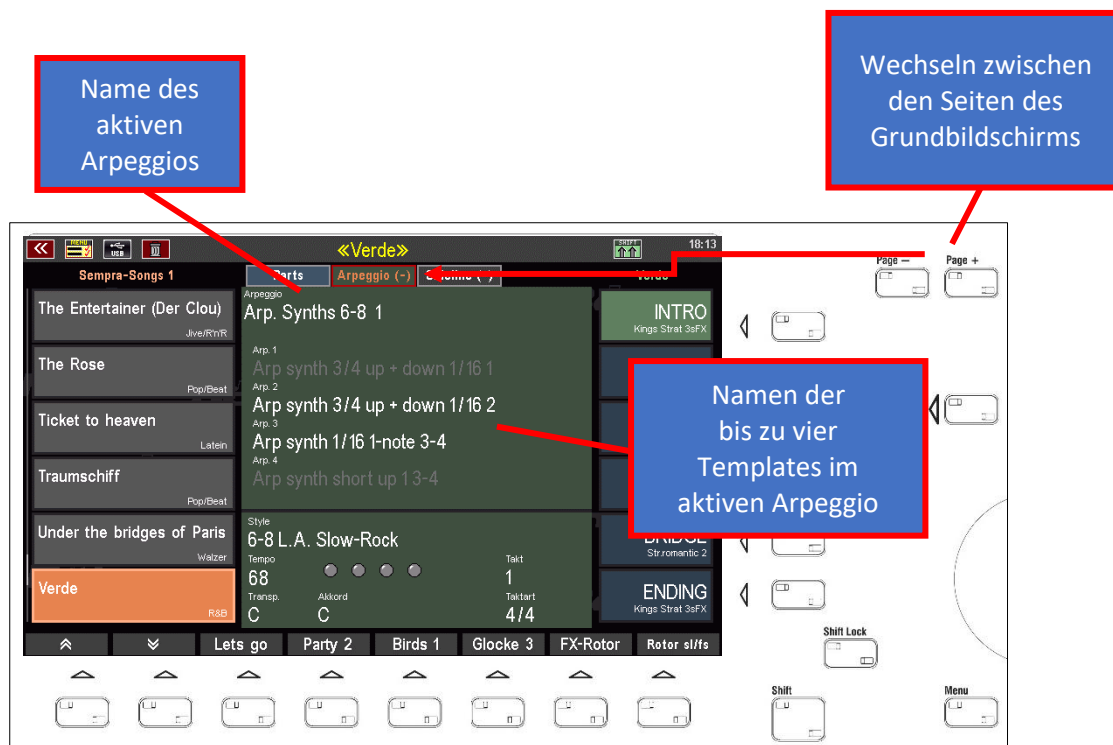 Name des
aktiven
Arpeggios
Wechseln zwischen
den Seiten des
Grundbildschirms
MENU
USB
«Verde»
SHIFT
18:13
Sempra-Songs 1
Arpeggio (-)
Verde
Page —
Page +
The Entertainer (Der Clou)
Jive/R'n'R
The Rose
Pop/Beat
Ticket to heaven
Latein
Traumschiff
Pop/Beat
Under the bridges of Paris
Walzer
Verde
R&B
Arpeggio
Arp. Synths 6-8 1
Arp. 1
Arp synth 3/4 up + down 1/16 1
Arp. 2
Arp synth 3/4 up + down 1/16 2
Arp. 3
Arp synth 1/16 1-note 3-4
Arp. 4
Arp synth short up 1 3-4
Style
6-8 L.A. Slow-Rock
Tempo
68
Takt
1
Transp.
C
Akkord
C
Taktart
4/4
INTRO
Kings Strat 3sFX
Namen der
bis zu vier
Templates im
aktiven Arpeggio
BRIDGE
Str.romantic 2
ENDING
Kings Strat 3sFX
Lets go
Party 2
Birds 1
Glocke 3
FX-Rotor
Rotor sl/fs
Shift Lock
Shift
Menu